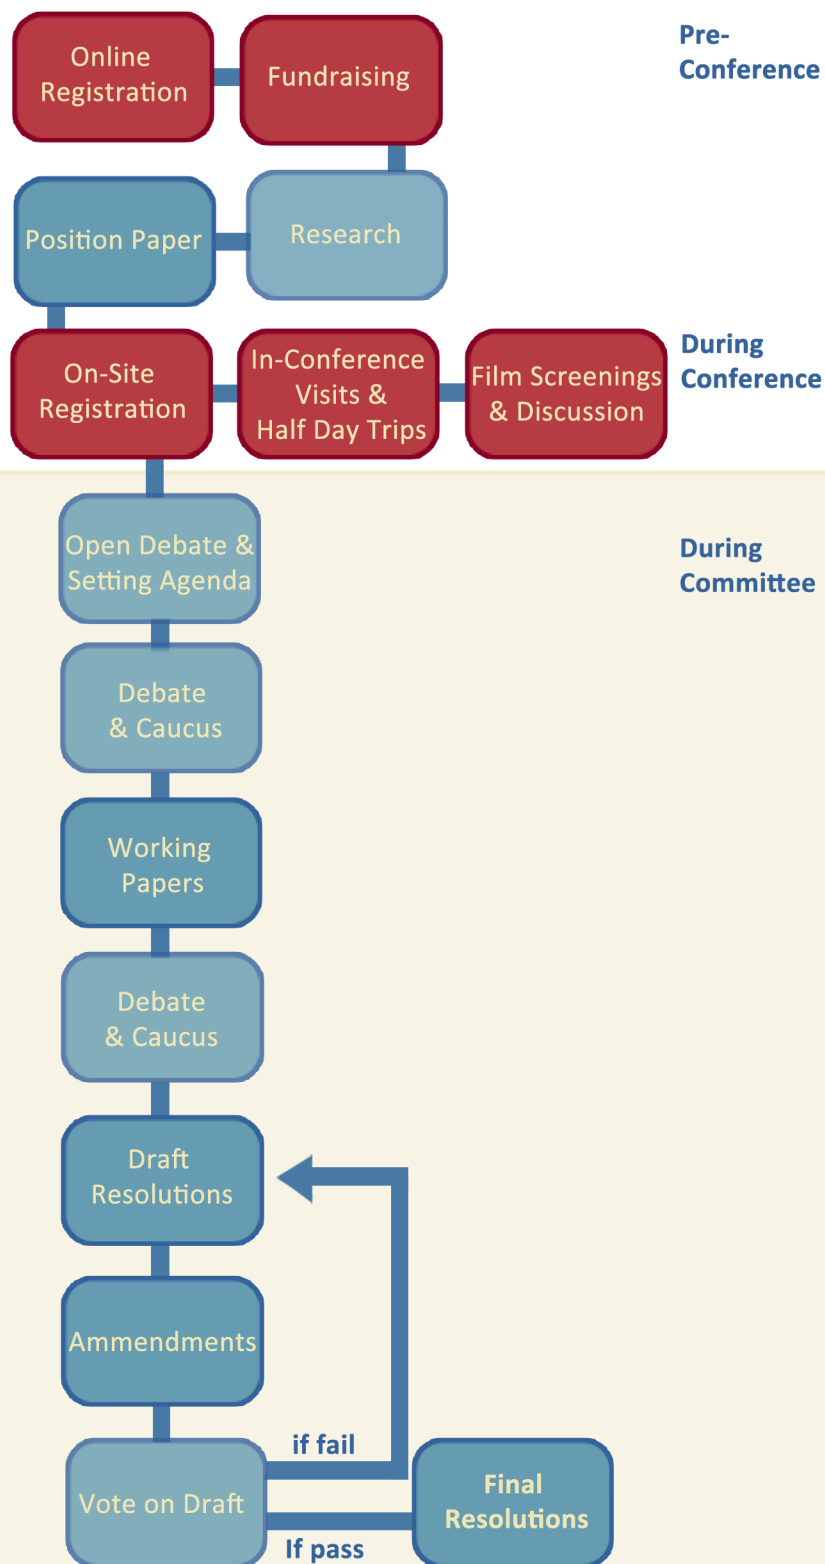 Online
Registration
Fundraising
Pre-
Conference
Position Paper
Research
On-Site
Registration
In-Conference
Visits &
Half Day Trips
Film Screenings
& Discussion
During
Conference
Open Debate &
Setting Agenda
During
Committee
Debate
& Caucus
Working
Papers
Debate
& Caucus
Draft
Resolutions
Ammendments
if fail
Vote on Draft
If pass
Final
Resolutions